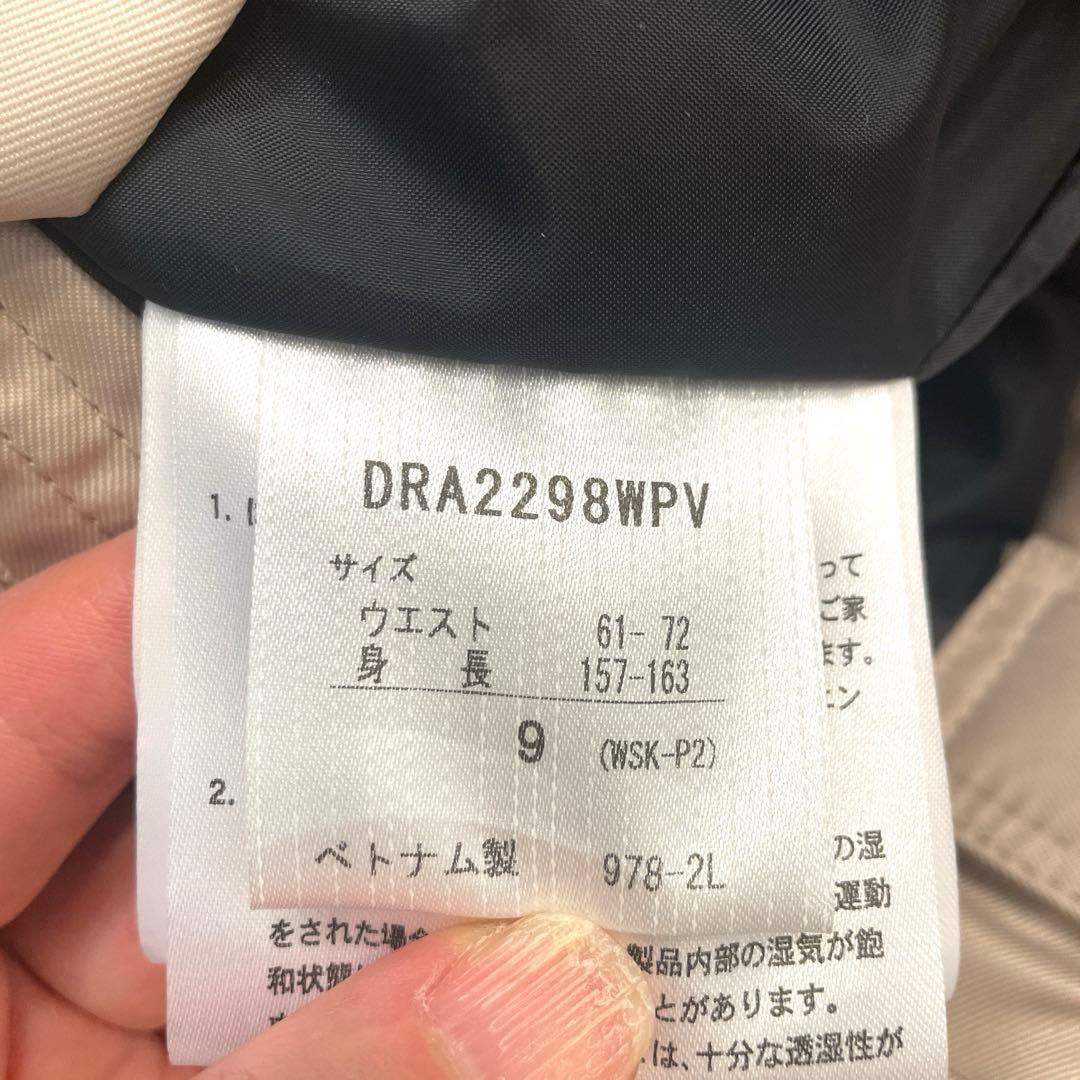 DRA2298WPV
サイズ
ウエスト 61-72
身 長 157-163
9 (WSK-P2)
ベトナム製 978-2L
1.
って
ご家
ます。
2.
の湿
運動
をされた場合
製品内部の湿気が飽
和状態
とがあります。
は、十分な透湿性が